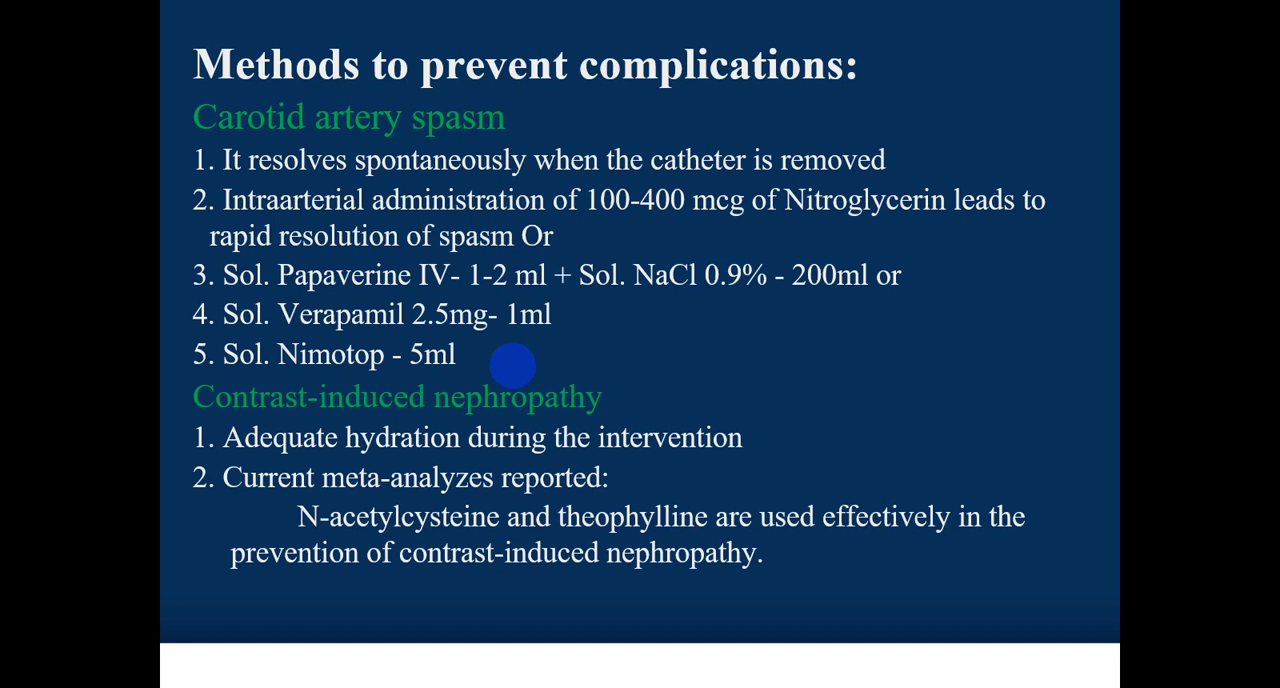 Methods to prevent complications:
Carotid artery spasm
1. It resolves spontaneously when the catheter is removed
2. Intraarterial administration of 100-400 mcg of Nitroglycerin leads to
rapid resolution of spasm Or
3. Sol. Papaverine IV- 1-2 ml + Sol. NaCl 0.9% - 200ml or
4. Sol. Verapamil 2.5mg- 1ml
5. Sol. Nimotop - 5ml
Contrast-induced nephropathy
1. Adequate hydration during the intervention
2. Current meta-analyzes reported:
N-acetylcysteine and theophylline are used effectively in the
prevention of contrast-induced nephropathy.